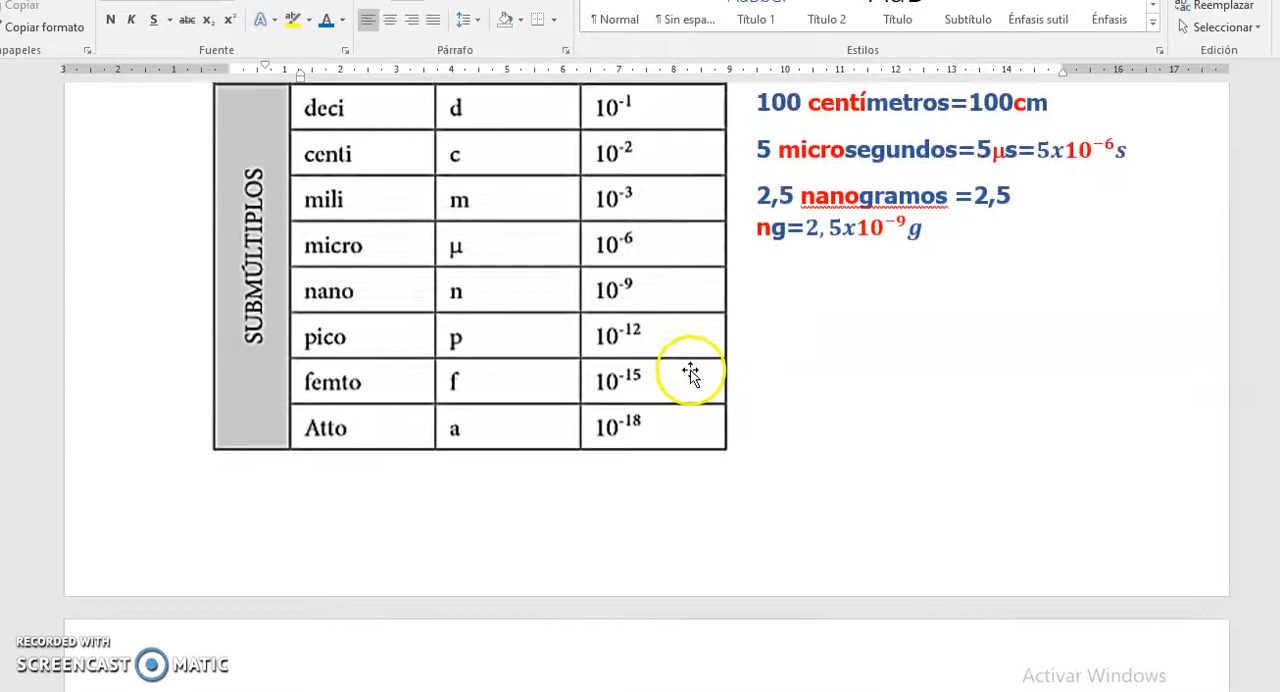 Copiar
Reemplazar
Copiar formato
N K S abc x₂ x² A aby A
¶ Normal ¶ Sin espa... Título 1 Título 2 Título Subtítulo Énfasis sutil Énfasis
Seleccionar
papeles Fuente Párrafo Estilos Edición
3 2 1 1 2 3 4 5 6 7 8 9 10 11 12 13 14 15 16 17
SUBMÚLTIPLOS
deci d 10⁻¹
centi c 10⁻²
mili m 10⁻³
micro µ 10⁻⁶
nano n 10⁻⁹
pico p 10⁻¹²
femto f 10⁻¹⁵
Atto a 10⁻¹⁸
100 centímetros=100cm
5 microsegundos=5µs=5x10⁻⁶s
2,5 nanogramos =2,5
ng=2,5x10⁻⁹g
RECORDED WITH
SCREENCAST MATIC
Activar Windows